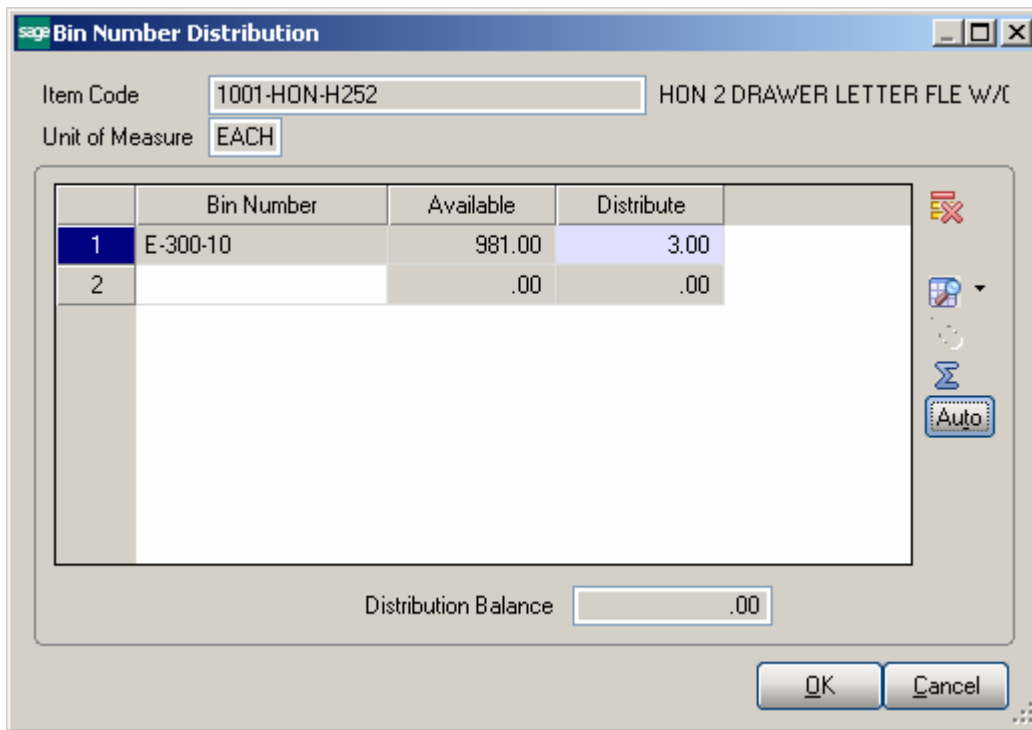 sage Bin Number Distribution
Item Code 1001-HON-H252 HON 2 DRAWER LETTER FLE W/
Unit of Measure EACH
Bin Number Available Distribute
1 E-300-10 981.00 3.00
2 .00 .00
Auto
Distribution Balance .00
OK Cancel